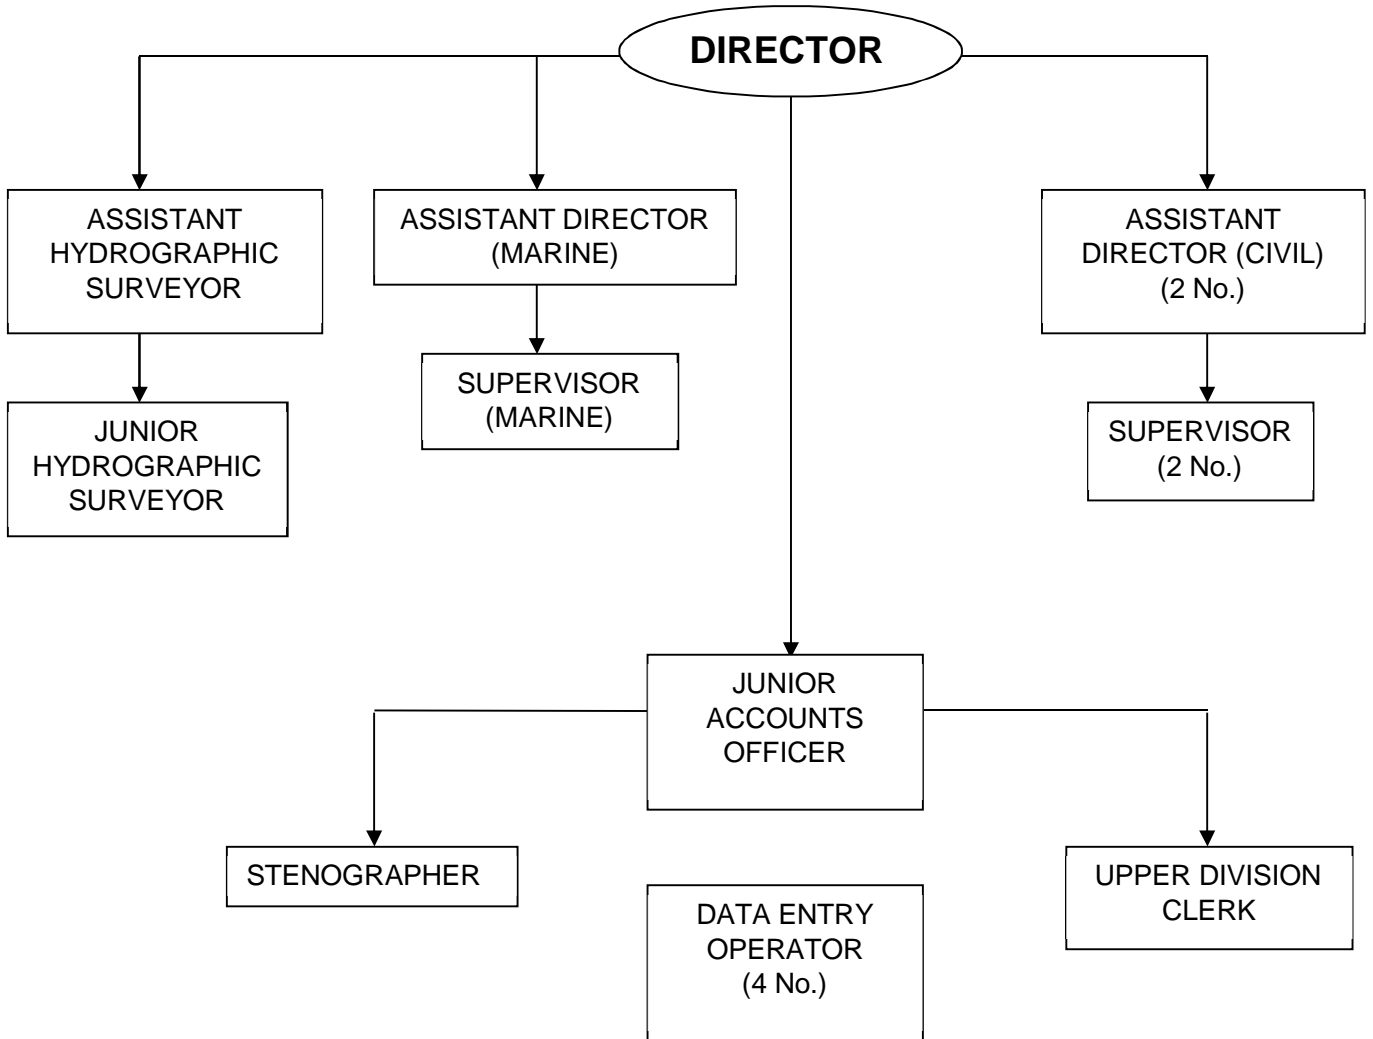 DIRECTOR
ASSISTANT
HYDROGRAPHIC
SURVEYOR
ASSISTANT DIRECTOR
(MARINE)
ASSISTANT
DIRECTOR (CIVIL)
(2 No.)
SUPERVISOR
(MARINE)
JUNIOR
HYDROGRAPHIC
SURVEYOR
SUPERVISOR
(2 No.)
JUNIOR
ACCOUNTS
OFFICER
STENOGRAPHER
DATA ENTRY
OPERATOR
(4 No.)
UPPER DIVISION
CLERK